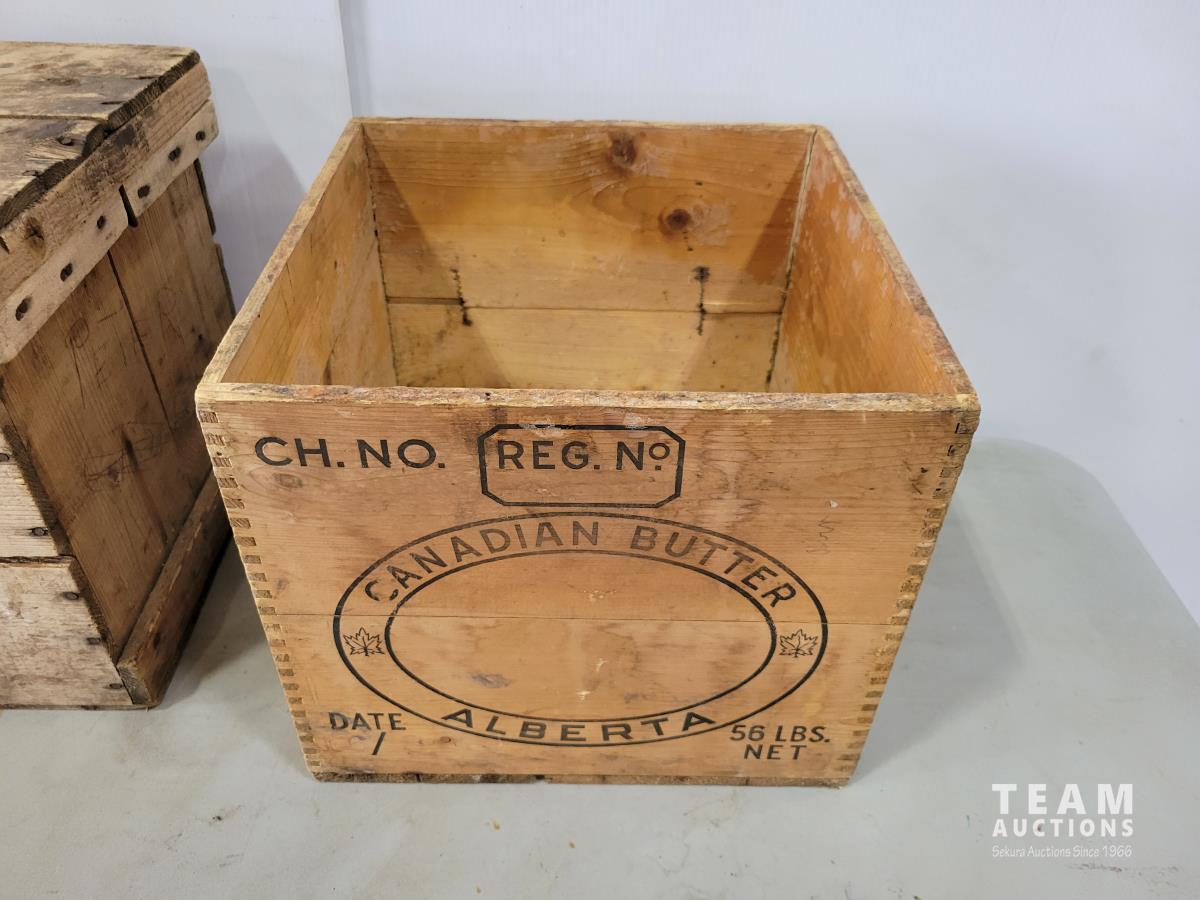 CH. NO. REG. Nº.
CANADIAN BUTTER
ALBERTA
DATE
/
56 LBS.
NET
TEAM
AUCTIONS
Sekura Auctions Since 1966